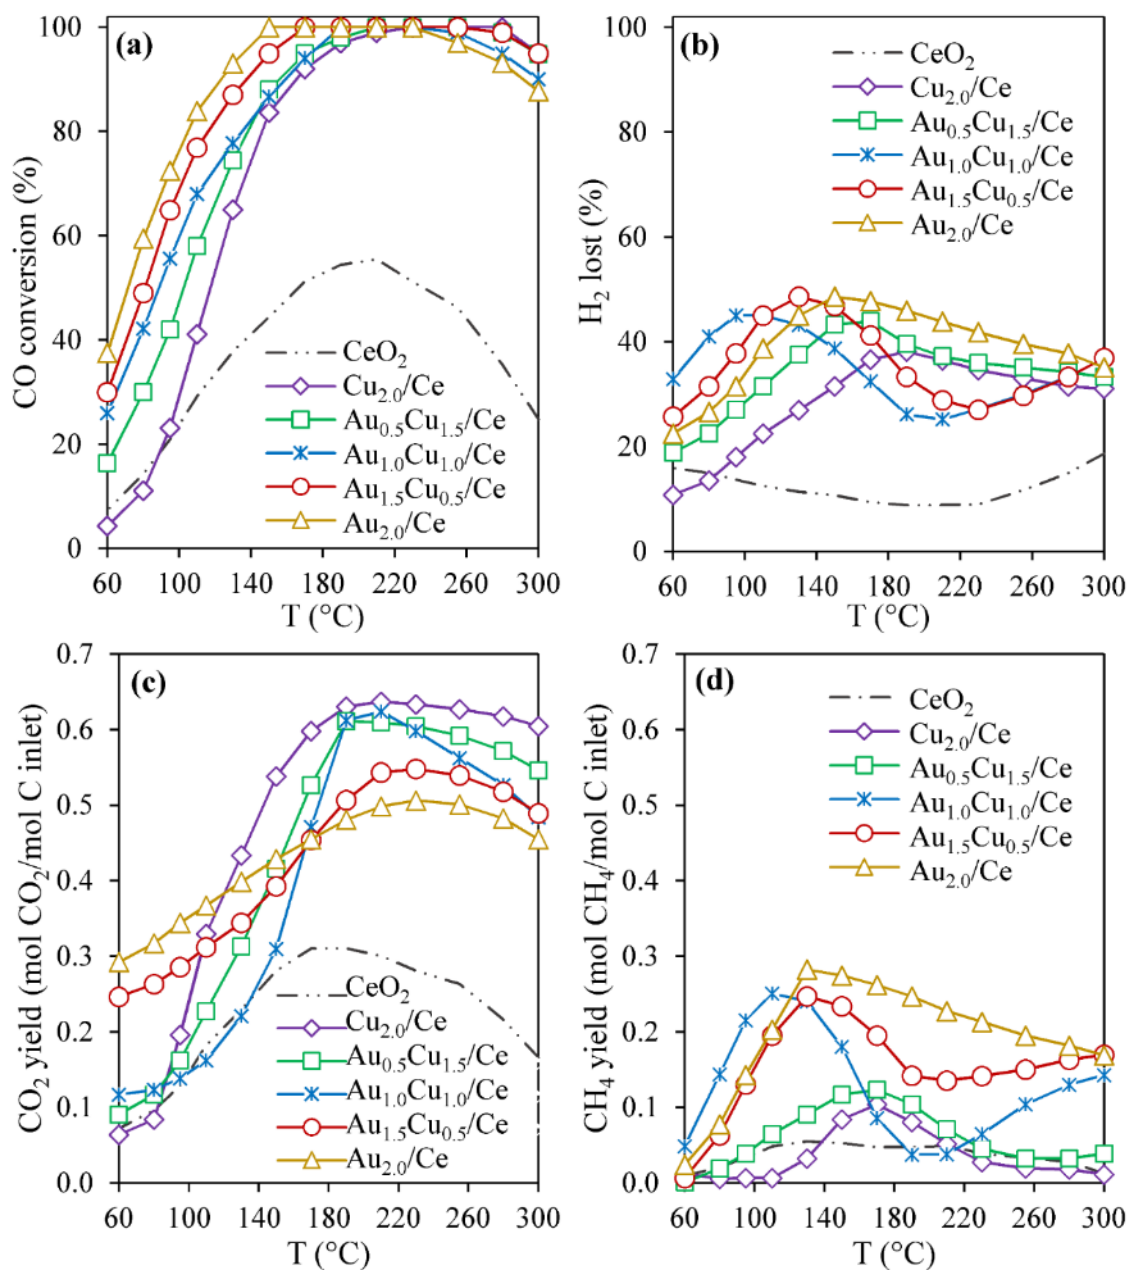 (a)
CO conversion (%)
100
80
60
40
20
0
60 100 140 180 220 260 300
T (°C)
CeO₂
Cu₂.₀/Ce
Au₀.₅Cu₁.₅/Ce
Au₁.₀Cu₁.₀/Ce
Au₁.₅Cu₀.₅/Ce
Au₂.₀/Ce
(b)
H₂ lost (%)
100
80
60
40
20
0
60 100 140 180 220 260 300
T (°C)
CeO₂
Cu₂.₀/Ce
Au₀.₅Cu₁.₅/Ce
Au₁.₀Cu₁.₀/Ce
Au₁.₅Cu₀.₅/Ce
Au₂.₀/Ce
(c)
CO₂ yield (mol CO₂/mol C inlet)
0.7
0.6
0.5
0.4
0.3
0.2
0.1
0.0
60 100 140 180 220 260 300
T (°C)
CeO₂
Cu₂.₀/Ce
Au₀.₅Cu₁.₅/Ce
Au₁.₀Cu₁.₀/Ce
Au₁.₅Cu₀.₅/Ce
Au₂.₀/Ce
(d)
CH₄ yield (mol CH₄/mol C inlet)
0.7
0.6
0.5
0.4
0.3
0.2
0.1
0.0
60 100 140 180 220 260 300
T (°C)
CeO₂
Cu₂.₀/Ce
Au₀.₅Cu₁.₅/Ce
Au₁.₀Cu₁.₀/Ce
Au₁.₅Cu₀.₅/Ce
Au₂.₀/Ce